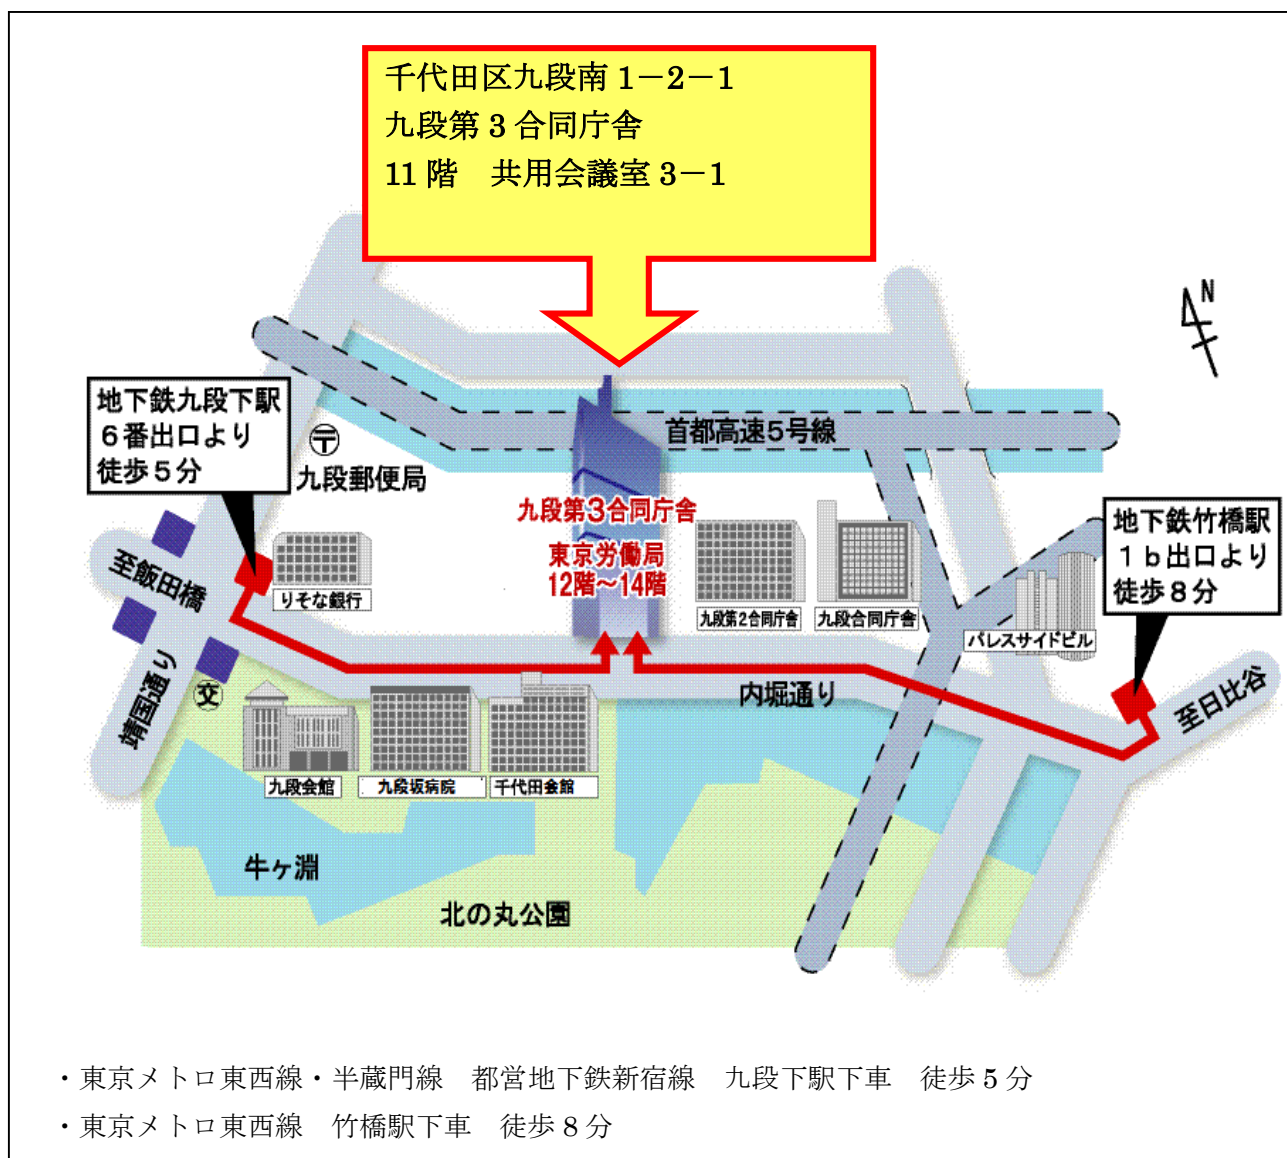 千代田区九段南 1－2－1
九段第 3 合同庁舎
11 階　共用会議室 3－1
N
地下鉄九段下駅
６番出口より
徒歩５分
〒
九段郵便局
首都高速5号線
九段第3合同庁舎
東京労働局
12階～14階
地下鉄竹橋駅
１ｂ出口より
徒歩８分
至飯田橋
りそな銀行
九段第2合同庁舎
九段合同庁舎
パレスサイドビル
靖国通り
交
内堀通り
至日比谷
九段会館
九段坂病院
千代田会館
牛ヶ淵
北の丸公園
・東京メトロ東西線・半蔵門線　都営地下鉄新宿線　九段下駅下車　徒歩 5 分
・東京メトロ東西線　竹橋駅下車　徒歩 8 分